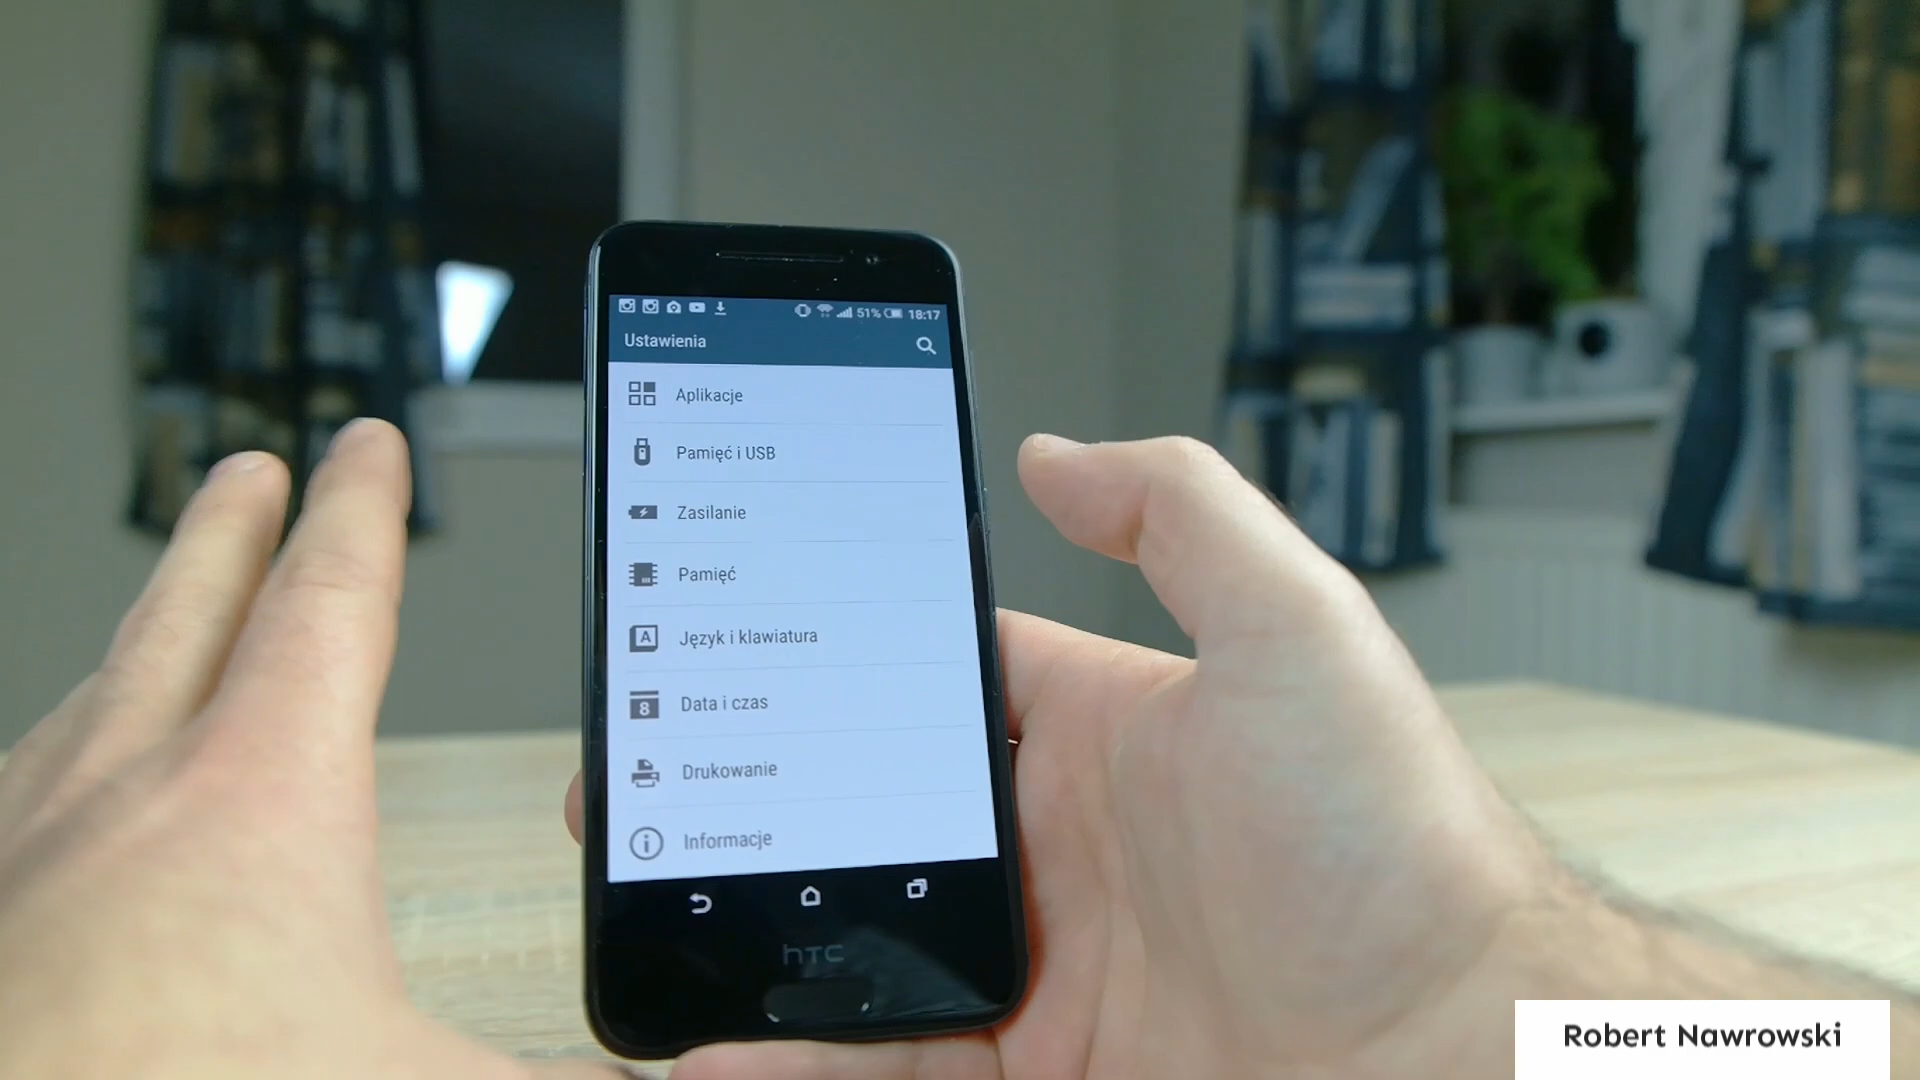 51% 18:17
Ustawienia
Aplikacje
Pamięć i USB
Zasilanie
Pamięć
Język i klawiatura
Data i czas
8
Drukowanie
Informacje
hTC
Robert Nawrowski